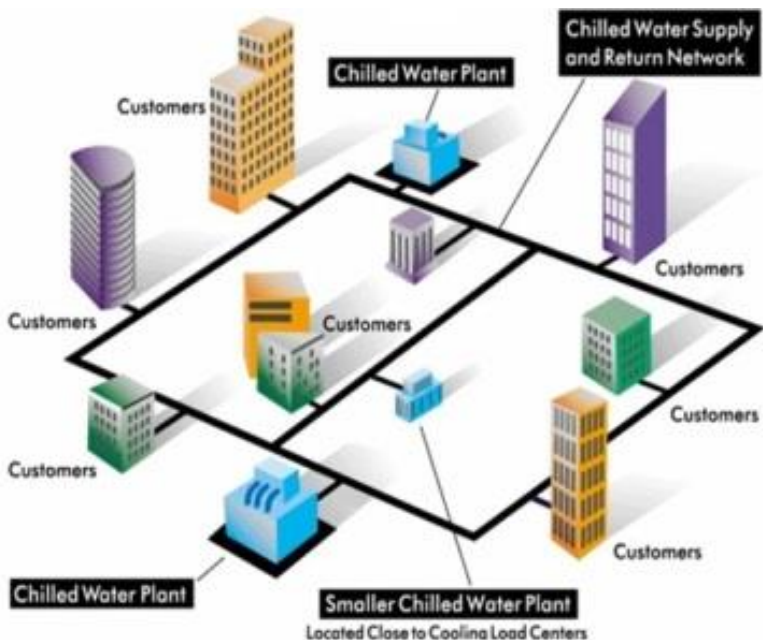 Chilled Water Supply
and Return Network
Chilled Water Plant
Customers
Customers
Customers
Customers
Customers
Customers
Customers
Chilled Water Plant
Smaller Chilled Water Plant
Located Close to Cooling Load Centers